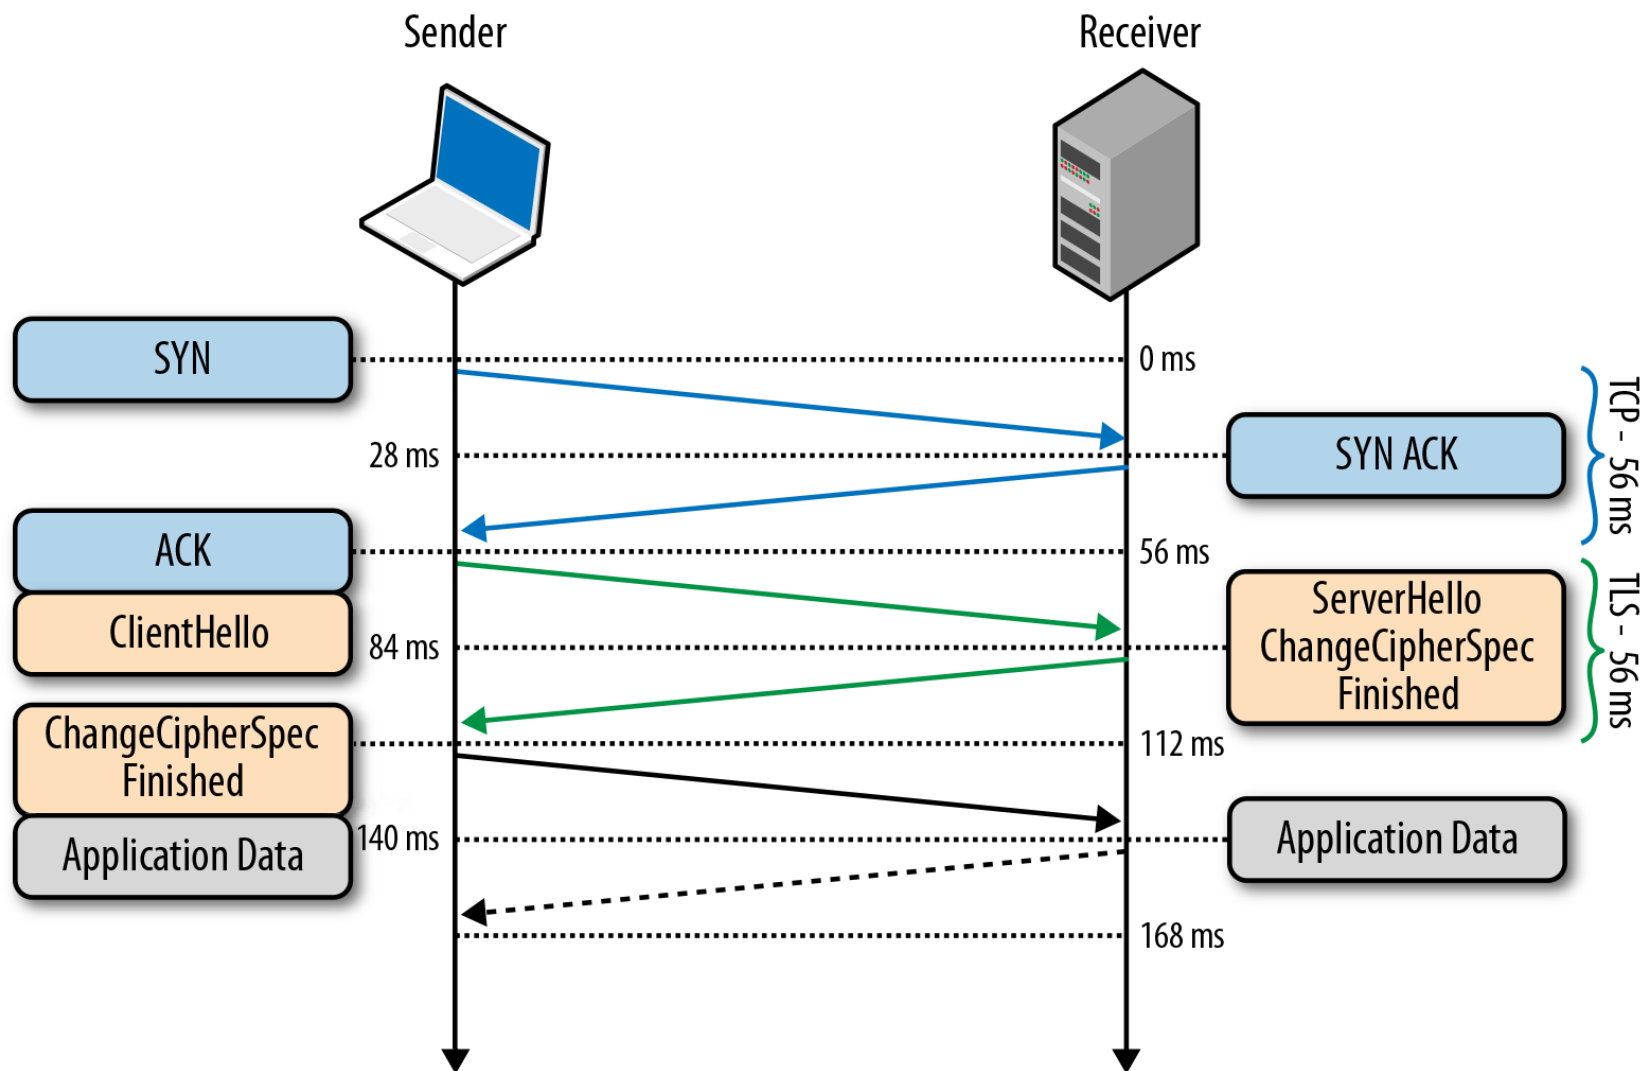 Sender
Receiver
SYN
0 ms
28 ms
SYN ACK
TCP - 56 ms
ACK
56 ms
ClientHello
84 ms
ServerHello
ChangeCipherSpec
Finished
TLS - 56 ms
ChangeCipherSpec
Finished
112 ms
Application Data
140 ms
Application Data
168 ms